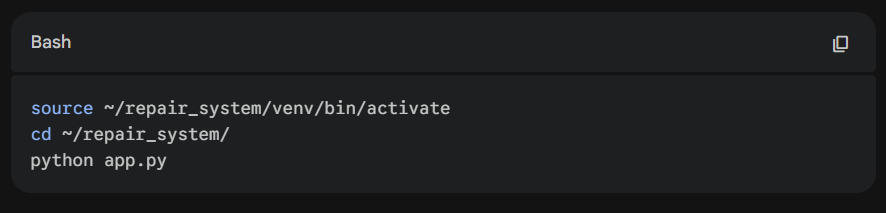 Bash
source ~/repair_system/venv/bin/activate
cd ~/repair_system/
python app.py